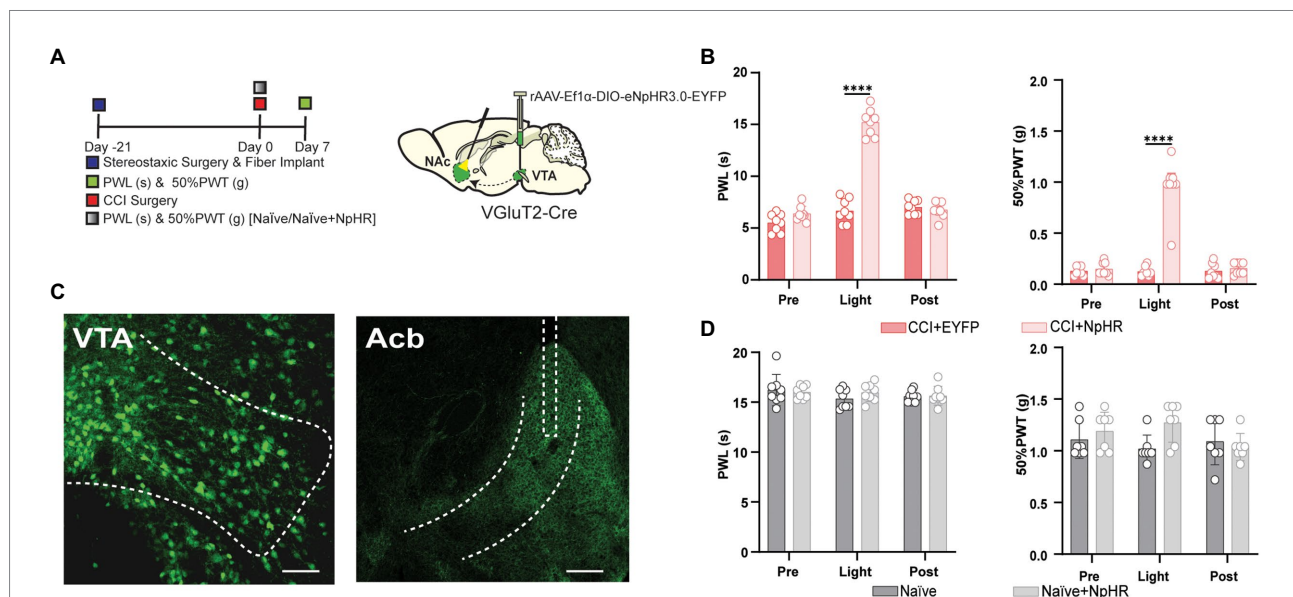 A
Day -21
Day 0
Day 7
Stereostaxic Surgery & Fiber Implant
PWL (s) & 50%PWT (g)
CCI Surgery
PWL (s) & 50%PWT (g) [Naïve/Naïve+NpHR]
rAAV-Ef1α-DIO-eNpHR3.0-EYFP
NAc
VTA
VGluT2-Cre
B
PWL (s)
20
15
10
5
0
****
Pre
Light
Post
50%PWT (g)
2.0
1.5
1.0
0.5
0.0
****
Pre
Light
Post
CCI+EYFP
CCI+NpHR
C
VTA
Acb
D
PWL (s)
20
15
10
5
0
Pre
Light
Post
50%PWT (g)
2.0
1.5
1.0
0.5
0.0
Pre
Light
Post
Naïve
Naïve+NpHR